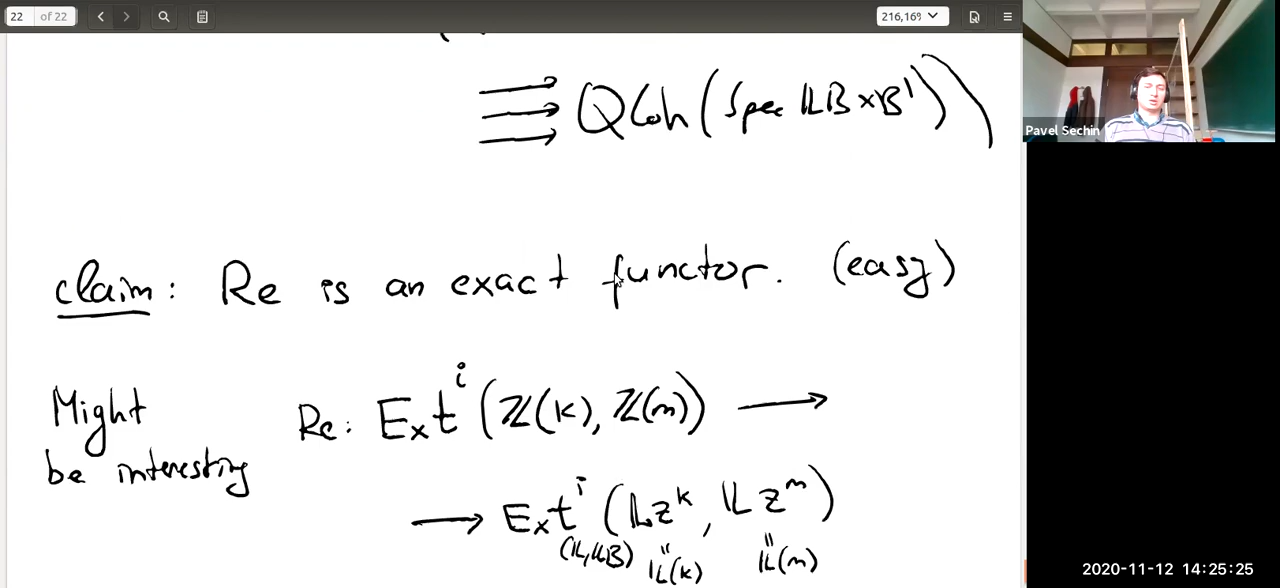 22 of 22
216,16%
QCoh(Spec 𝕃B × B'))
claim: Re is an exact functor. (easy)
Might be interesting
Re: Ext^i (ℤ(k), ℤ(m)) ⟶
⟶ Ext^i_(𝕃,𝕃B) (𝕃z^k, 𝕃z^m)
" "
𝕃(k) 𝕃(m)
Pavel Sechin
2020-11-12 14:25:25